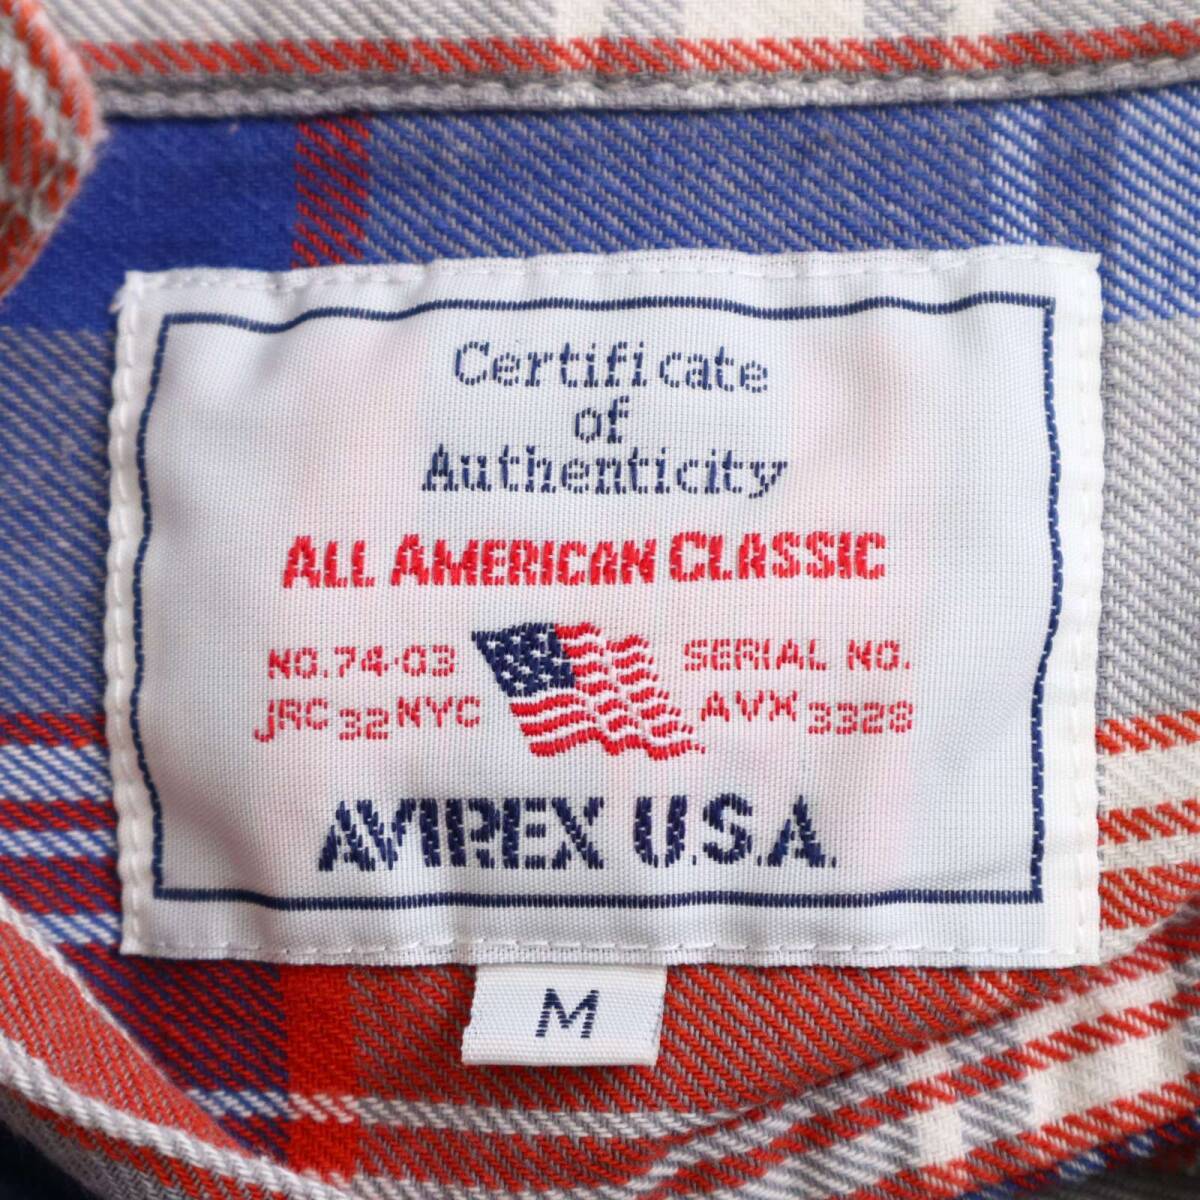 Certificate
of
Authenticity
ALL AMERICAN CLASSIC
NO.74-03
JRC 32 NYC
SERIAL NO.
AVX 3328
AVIREX U.S.A.
M